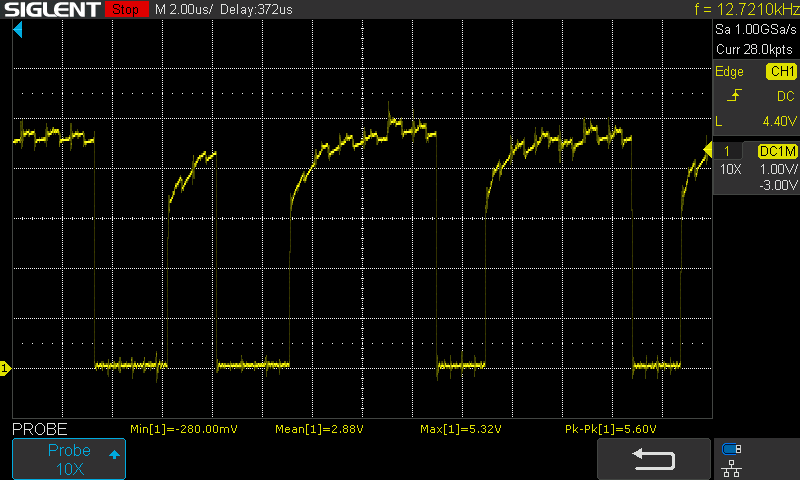 SIGLENT Stop M 2.00us/ Delay:372us f = 12.7210kHz
Sa 1.00GSa/s
Curr 28.0kpts
Edge CH1
DC
L 4.40V
1 DC1M
10X 1.00V/
-3.00V
1
PROBE Min[1]=-280.00mV Mean[1]=2.88V Max[1]=5.32V Pk-Pk[1]=5.60V
Probe
10X